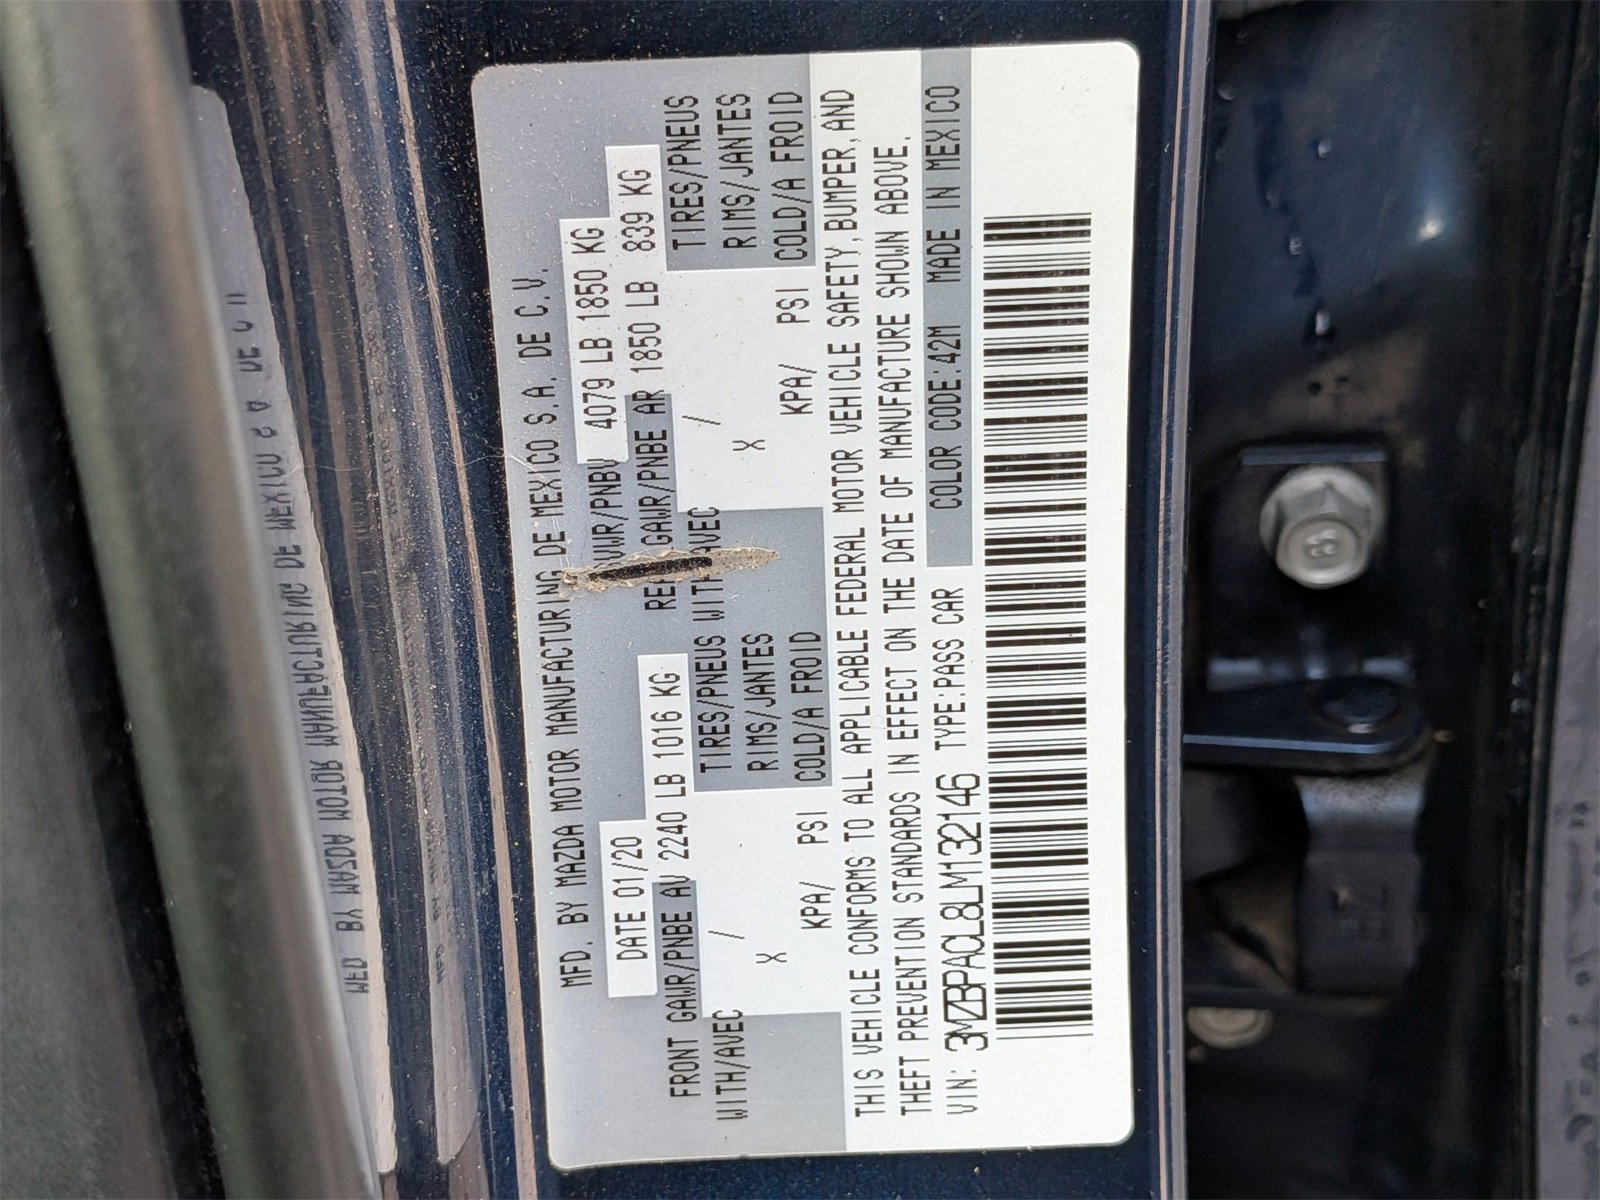 MFD. BY MAZDA MOTOR MANUFACTURING DE MEXICO S.A. DE C.V.
DATE 01/20 GVWR/PNBV 4079 LB 1850 KG
FRONT GAWR/PNBE AV 2240 LB 1016 KG REAR GAWR/PNBE AR 1850 LB 839 KG
WITH/AVEC / TIRES/PNEUS WITH/AVEC / TIRES/PNEUS
X RIMS/JANTES X RIMS/JANTES
KPA/ PSI COLD/A FROID KPA/ PSI COLD/A FROID
THIS VEHICLE CONFORMS TO ALL APPLICABLE FEDERAL MOTOR VEHICLE SAFETY,BUMPER,AND
THEFT PREVENTION STANDARDS IN EFFECT ON THE DATE OF MANUFACTURE SHOWN ABOVE.
VIN: 3MZBPACL8LM132146 TYPE:PASS CAR COLOR CODE:42M MADE IN MEXICO
8